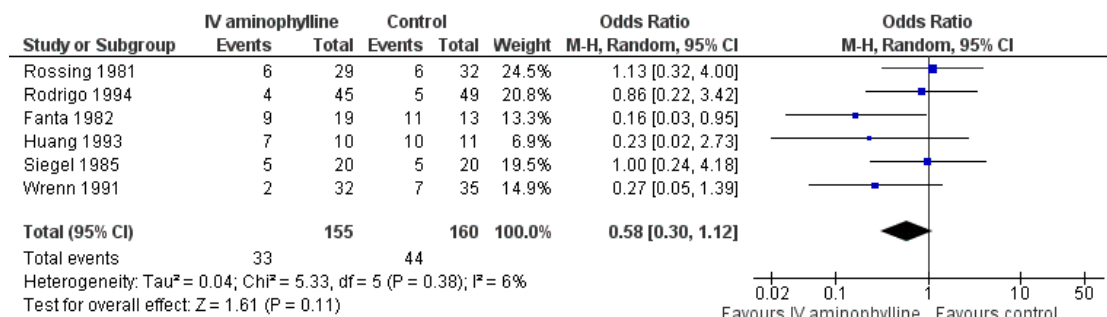 IV aminophylline Control Odds Ratio Odds Ratio
Study or Subgroup Events Total Events Total Weight M-H, Random, 95% CI M-H, Random, 95% CI
Rossing 1981 6 29 6 32 24.5% 1.13 [0.32, 4.00]
Rodrigo 1994 4 45 5 49 20.8% 0.86 [0.22, 3.42]
Fanta 1982 9 19 11 13 13.3% 0.16 [0.03, 0.95]
Huang 1993 7 10 10 11 6.9% 0.23 [0.02, 2.73]
Siegel 1985 5 20 5 20 19.5% 1.00 [0.24, 4.18]
Wrenn 1991 2 32 7 35 14.9% 0.27 [0.05, 1.39]
Total (95% CI) 155 160 100.0% 0.58 [0.30, 1.12]
Total events 33 44
Heterogeneity: Tau² = 0.04; Chi² = 5.33, df = 5 (P = 0.38); I² = 6%
Test for overall effect: Z = 1.61 (P = 0.11)
0.02 0.1 1 10 50
Favours IV aminophylline Favours control